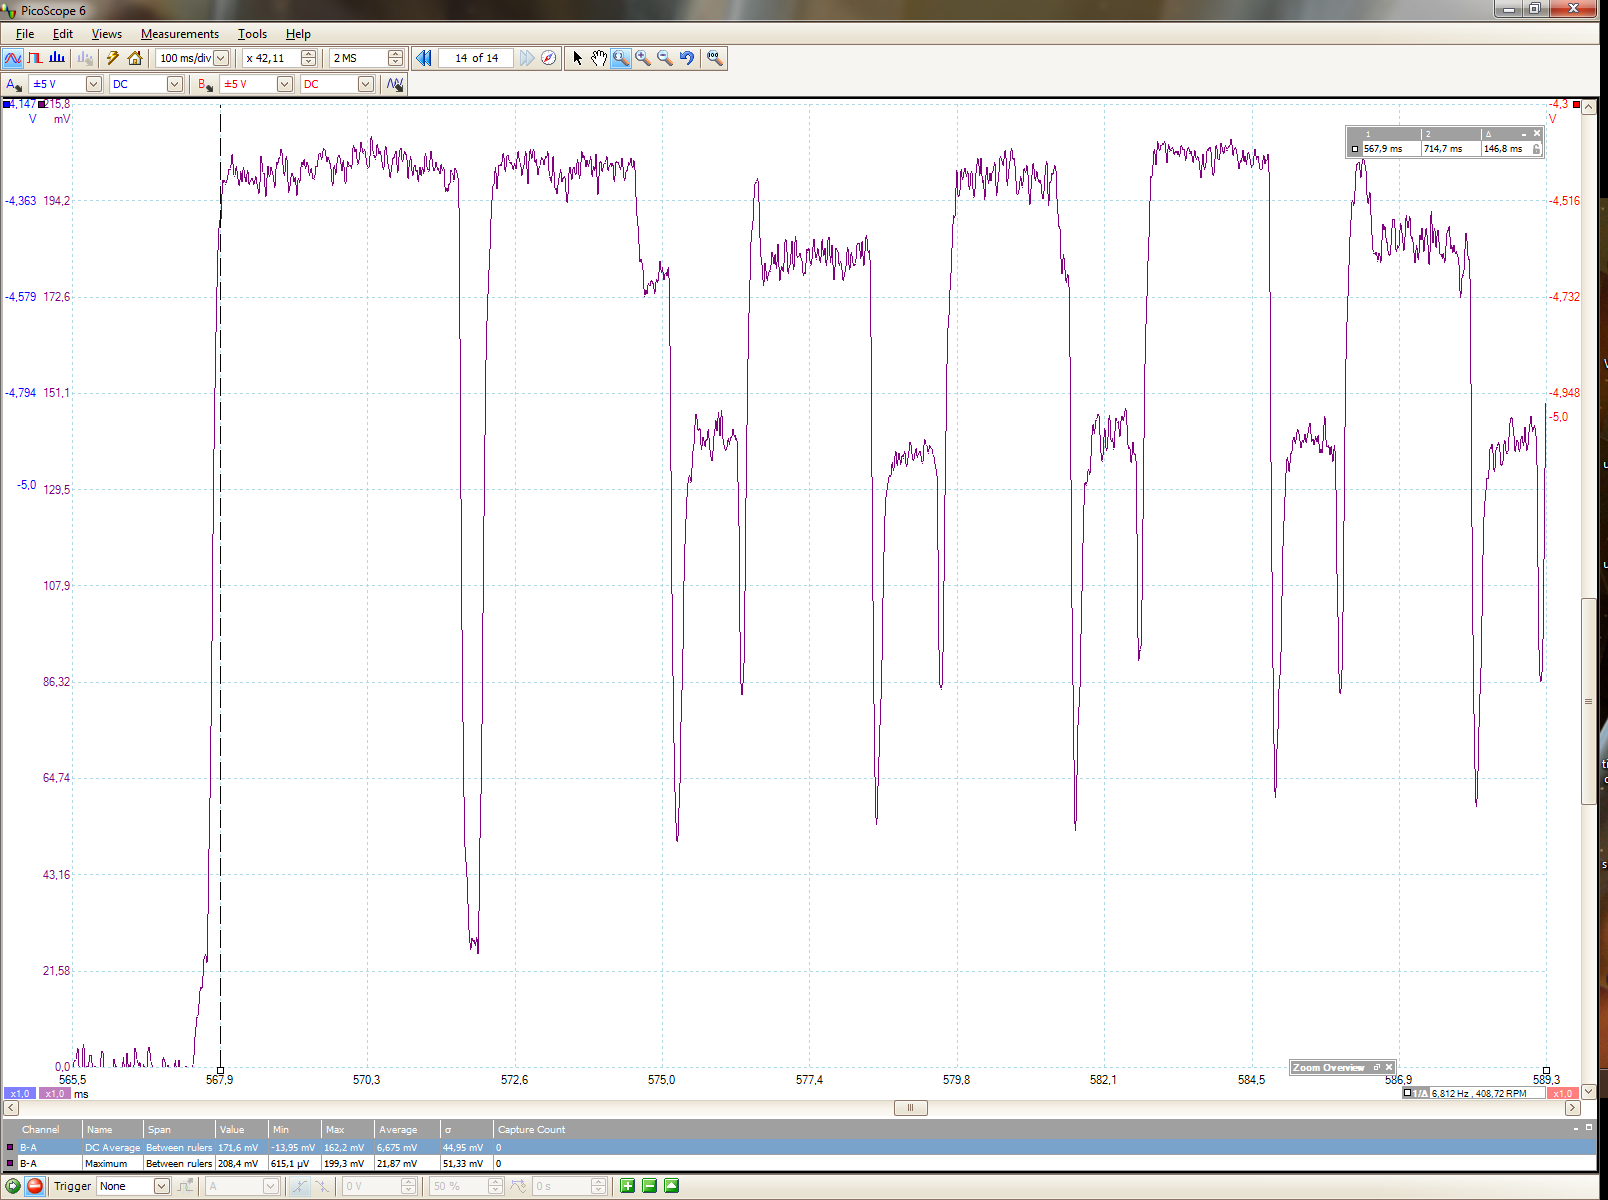 PicoScope 6
File Edit Views Measurements Tools Help
100 ms/div x 42,11 2 MS 14 of 14
A ±5 V DC B ±5 V DC
4,147 215,8 -4,3
V mV V
1 2 Δ
567,9 ms 714,7 ms 146,8 ms
-4,363 194,2 -4,516
-4,579 172,6 -4,732
-4,794 151,1 -4,948
-5,0
-5,0 129,5
107,9
86,32
64,74
43,16
21,58
0,0
Zoom Overview
565,5 567,9 570,3 572,6 575,0 577,4 579,8 582,1 584,5 586,9 589,3
x1,0 x1,0 ms 1/Δ 6,812 Hz , 408,72 RPM x1,0
Channel Name Span Value Min Max Average σ Capture Count
B-A DC Average Between rulers 171,6 mV -13,95 mV 162,2 mV 6,675 mV 44,95 mV 0
B-A Maximum Between rulers 208,4 mV 615,1 µV 199,3 mV 21,87 mV 51,33 mV 0
Trigger None A 0 V 50 % 0 s